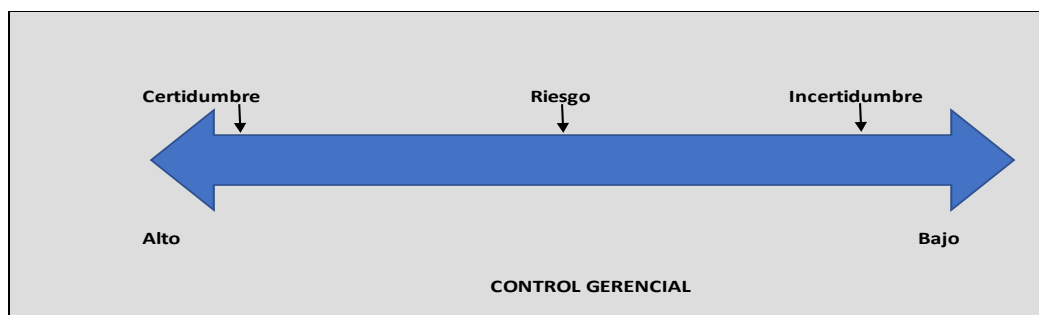 Certidumbre Riesgo Incertidumbre
Alto Bajo
CONTROL GERENCIAL